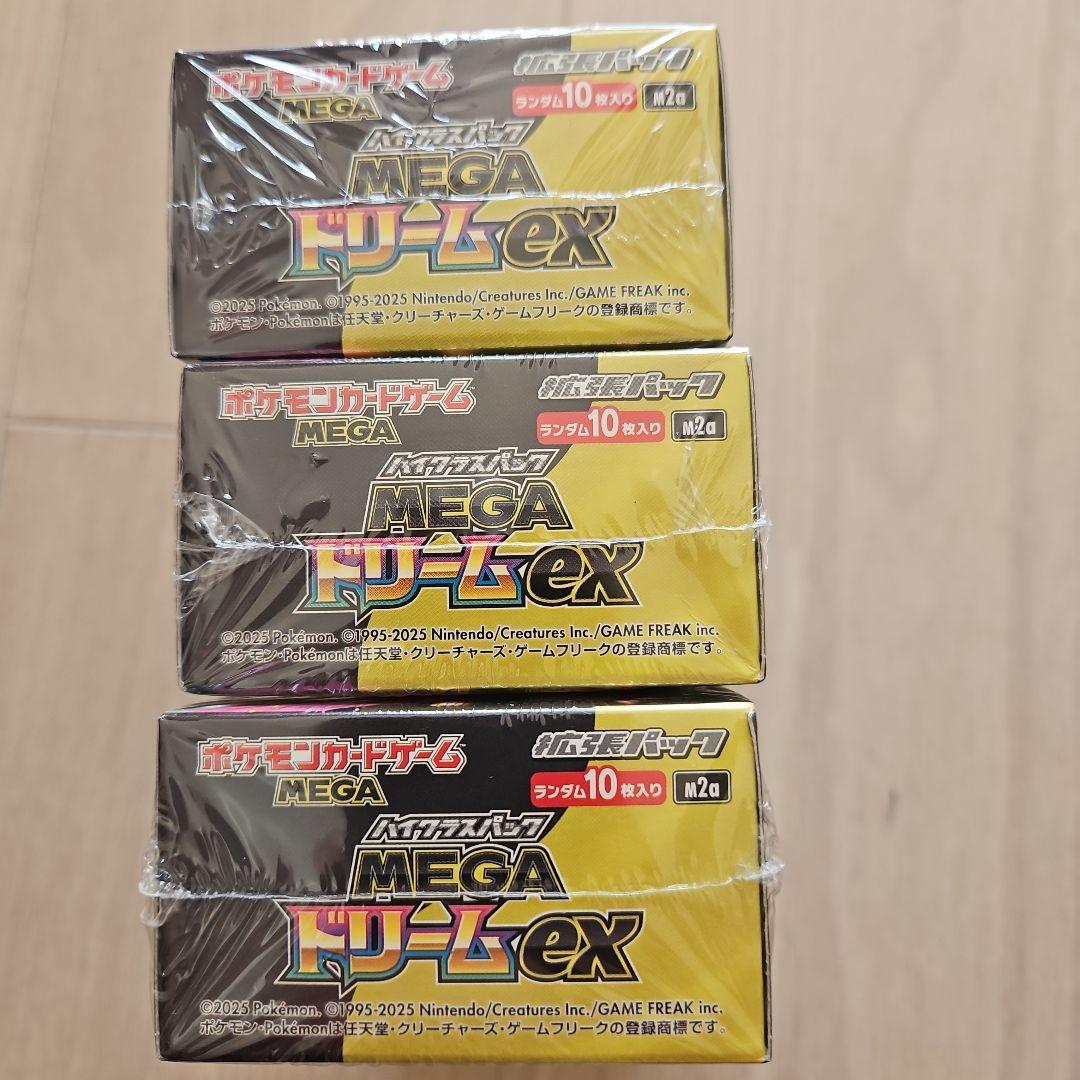 ポケモンカードゲーム
MEGA
拡張パック
ランダム10枚入り M2a
ハイクラスパック
MEGA
ドリームex
©2025 Pokémon. ©1995-2025 Nintendo/Creatures Inc./GAME FREAK inc.
ポケモン・Pokémonは任天堂・クリーチャーズ・ゲームフリークの登録商標です。
ポケモンカードゲーム
MEGA
拡張パック
ランダム10枚入り M2a
ハイクラスパック
MEGA
ドリームex
©2025 Pokémon. ©1995-2025 Nintendo/Creatures Inc./GAME FREAK inc.
ポケモン・Pokémonは任天堂・クリーチャーズ・ゲームフリークの登録商標です。
ポケモンカードゲーム
MEGA
拡張パック
ランダム10枚入り M2a
ハイクラスパック
MEGA
ドリームex
©2025 Pokémon. ©1995-2025 Nintendo/Creatures Inc./GAME FREAK inc.
ポケモン・Pokémonは任天堂・クリーチャーズ・ゲームフリークの登録商標です。